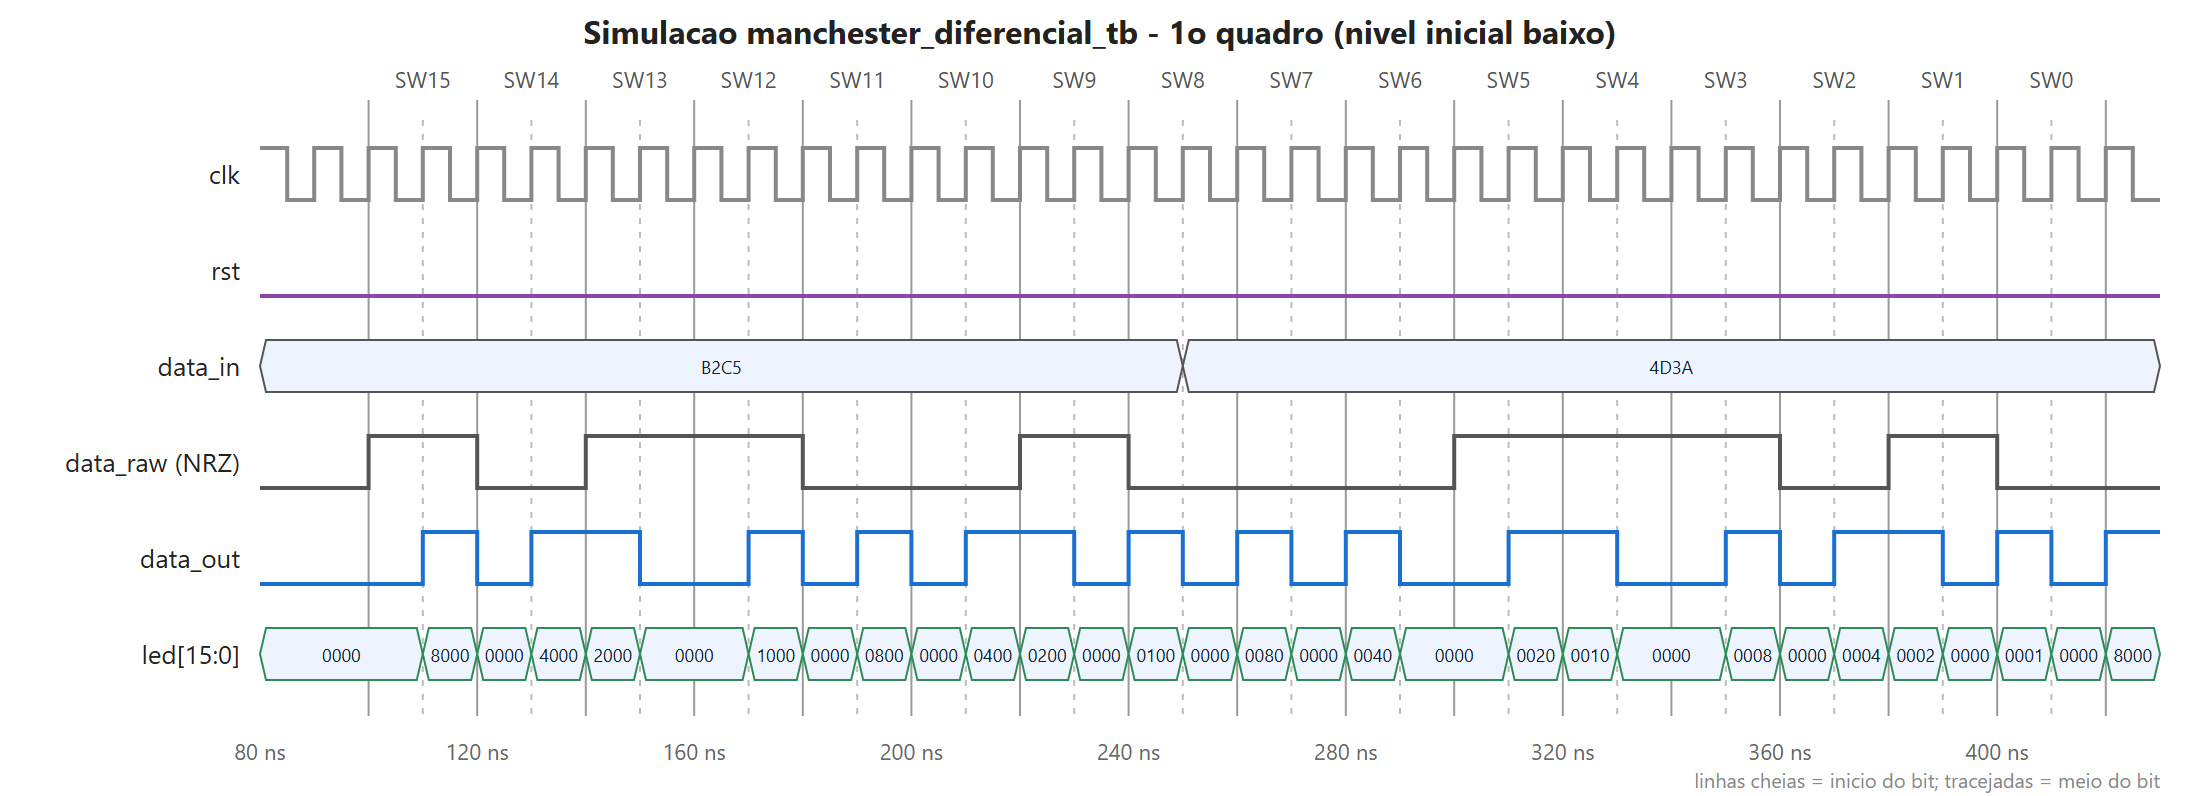 Simulacao manchester_diferencial_tb - 1o quadro (nivel inicial baixo)
SW15 SW14 SW13 SW12 SW11 SW10 SW9 SW8 SW7 SW6 SW5 SW4 SW3 SW2 SW1 SW0
clk
rst
data_in B2C5 4D3A
data_raw (NRZ)
data_out
led[15:0] 0000 8000 0000 4000 2000 0000 1000 0000 0800 0000 0400 0200 0000 0100 0000 0080 0000 0040 0000 0020 0010 0000 0008 0000 0004 0002 0000 0001 0000 8000
80 ns 120 ns 160 ns 200 ns 240 ns 280 ns 320 ns 360 ns 400 ns
linhas cheias = inicio do bit; tracejadas = meio do bit